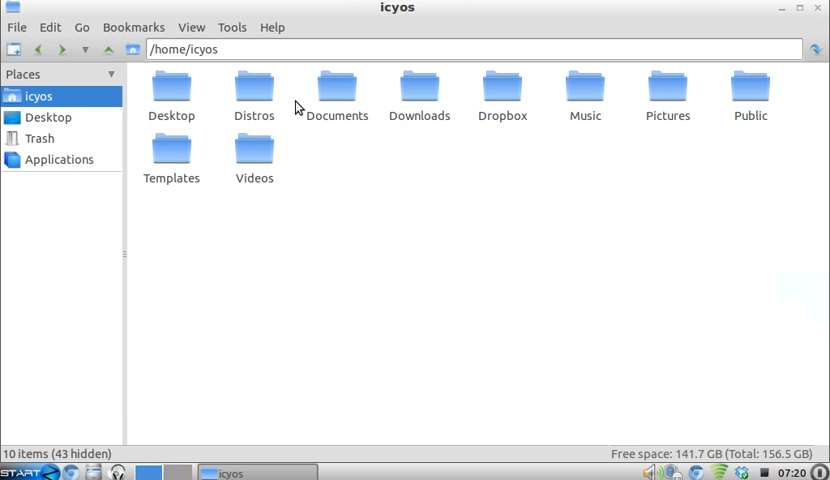 icyos
File Edit Go Bookmarks View Tools Help
/home/icyos
Places
icyos
Desktop
Trash
Applications
Desktop Distros Documents Downloads Dropbox Music Pictures Public
Templates Videos
10 items (43 hidden) Free space: 141.7 GB (Total: 156.5 GB)
START icyos 07:20